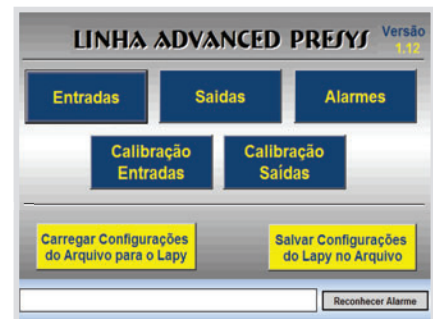 LINHA ADVANCED PRESYS Versão
1.12
Entradas Saidas Alarmes
Calibração Calibração
Entradas Saídas
Carregar Configurações Salvar Configurações
do Arquivo para o Lapy do Lapy no Arquivo
Reconhecer Alarme